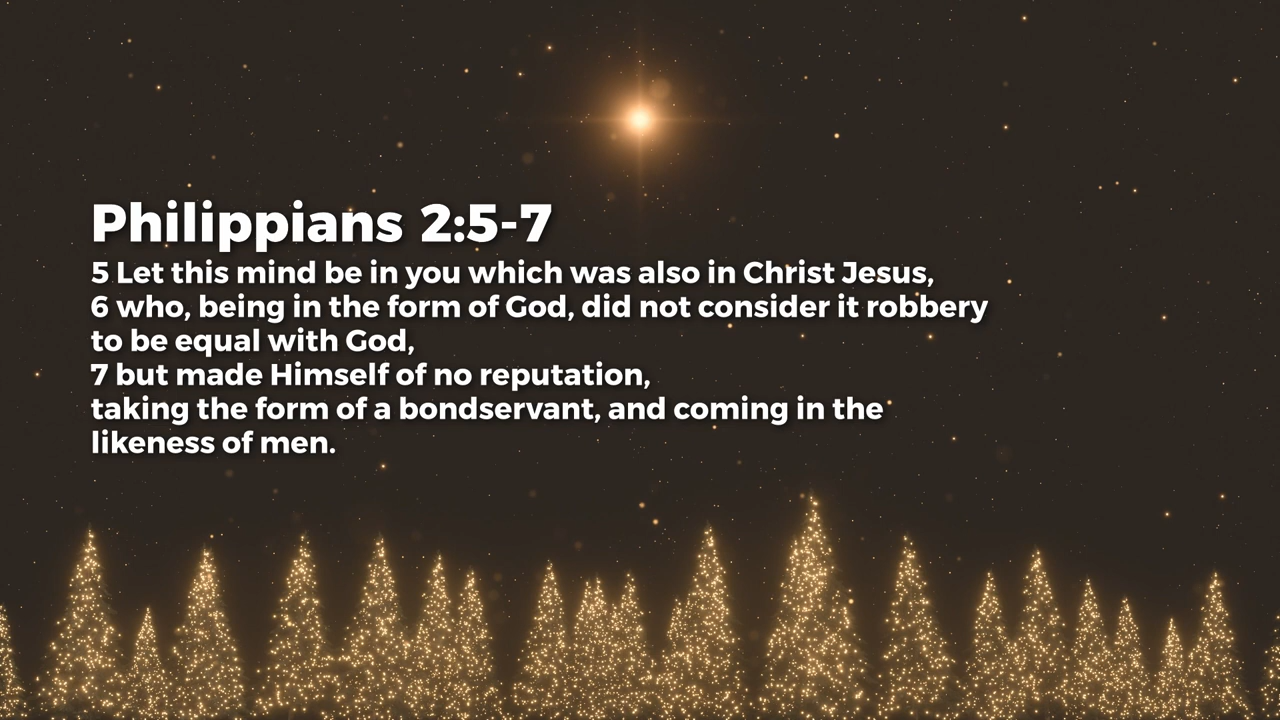 Philippians 2:5-7
5 Let this mind be in you which was also in Christ Jesus,
6 who, being in the form of God, did not consider it robbery
to be equal with God,
7 but made Himself of no reputation,
taking the form of a bondservant, and coming in the
likeness of men.